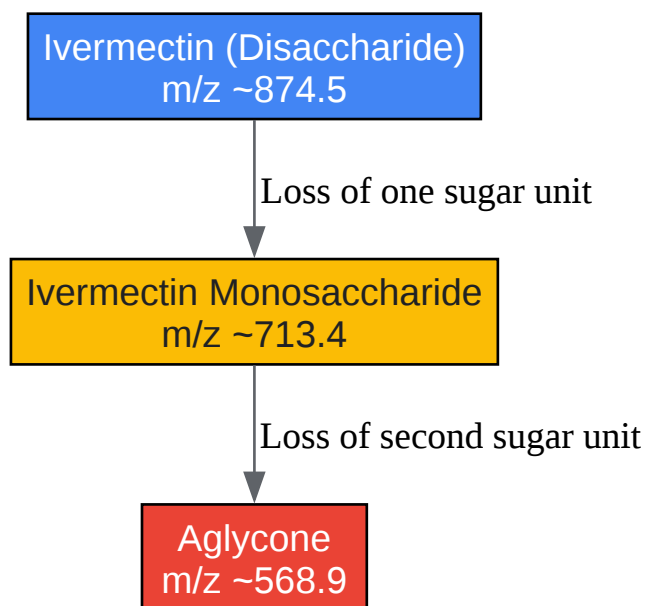 Ivermectin (Disaccharide)
m/z ~874.5
Loss of one sugar unit
Ivermectin Monosaccharide
m/z ~713.4
Loss of second sugar unit
Aglycone
m/z ~568.9